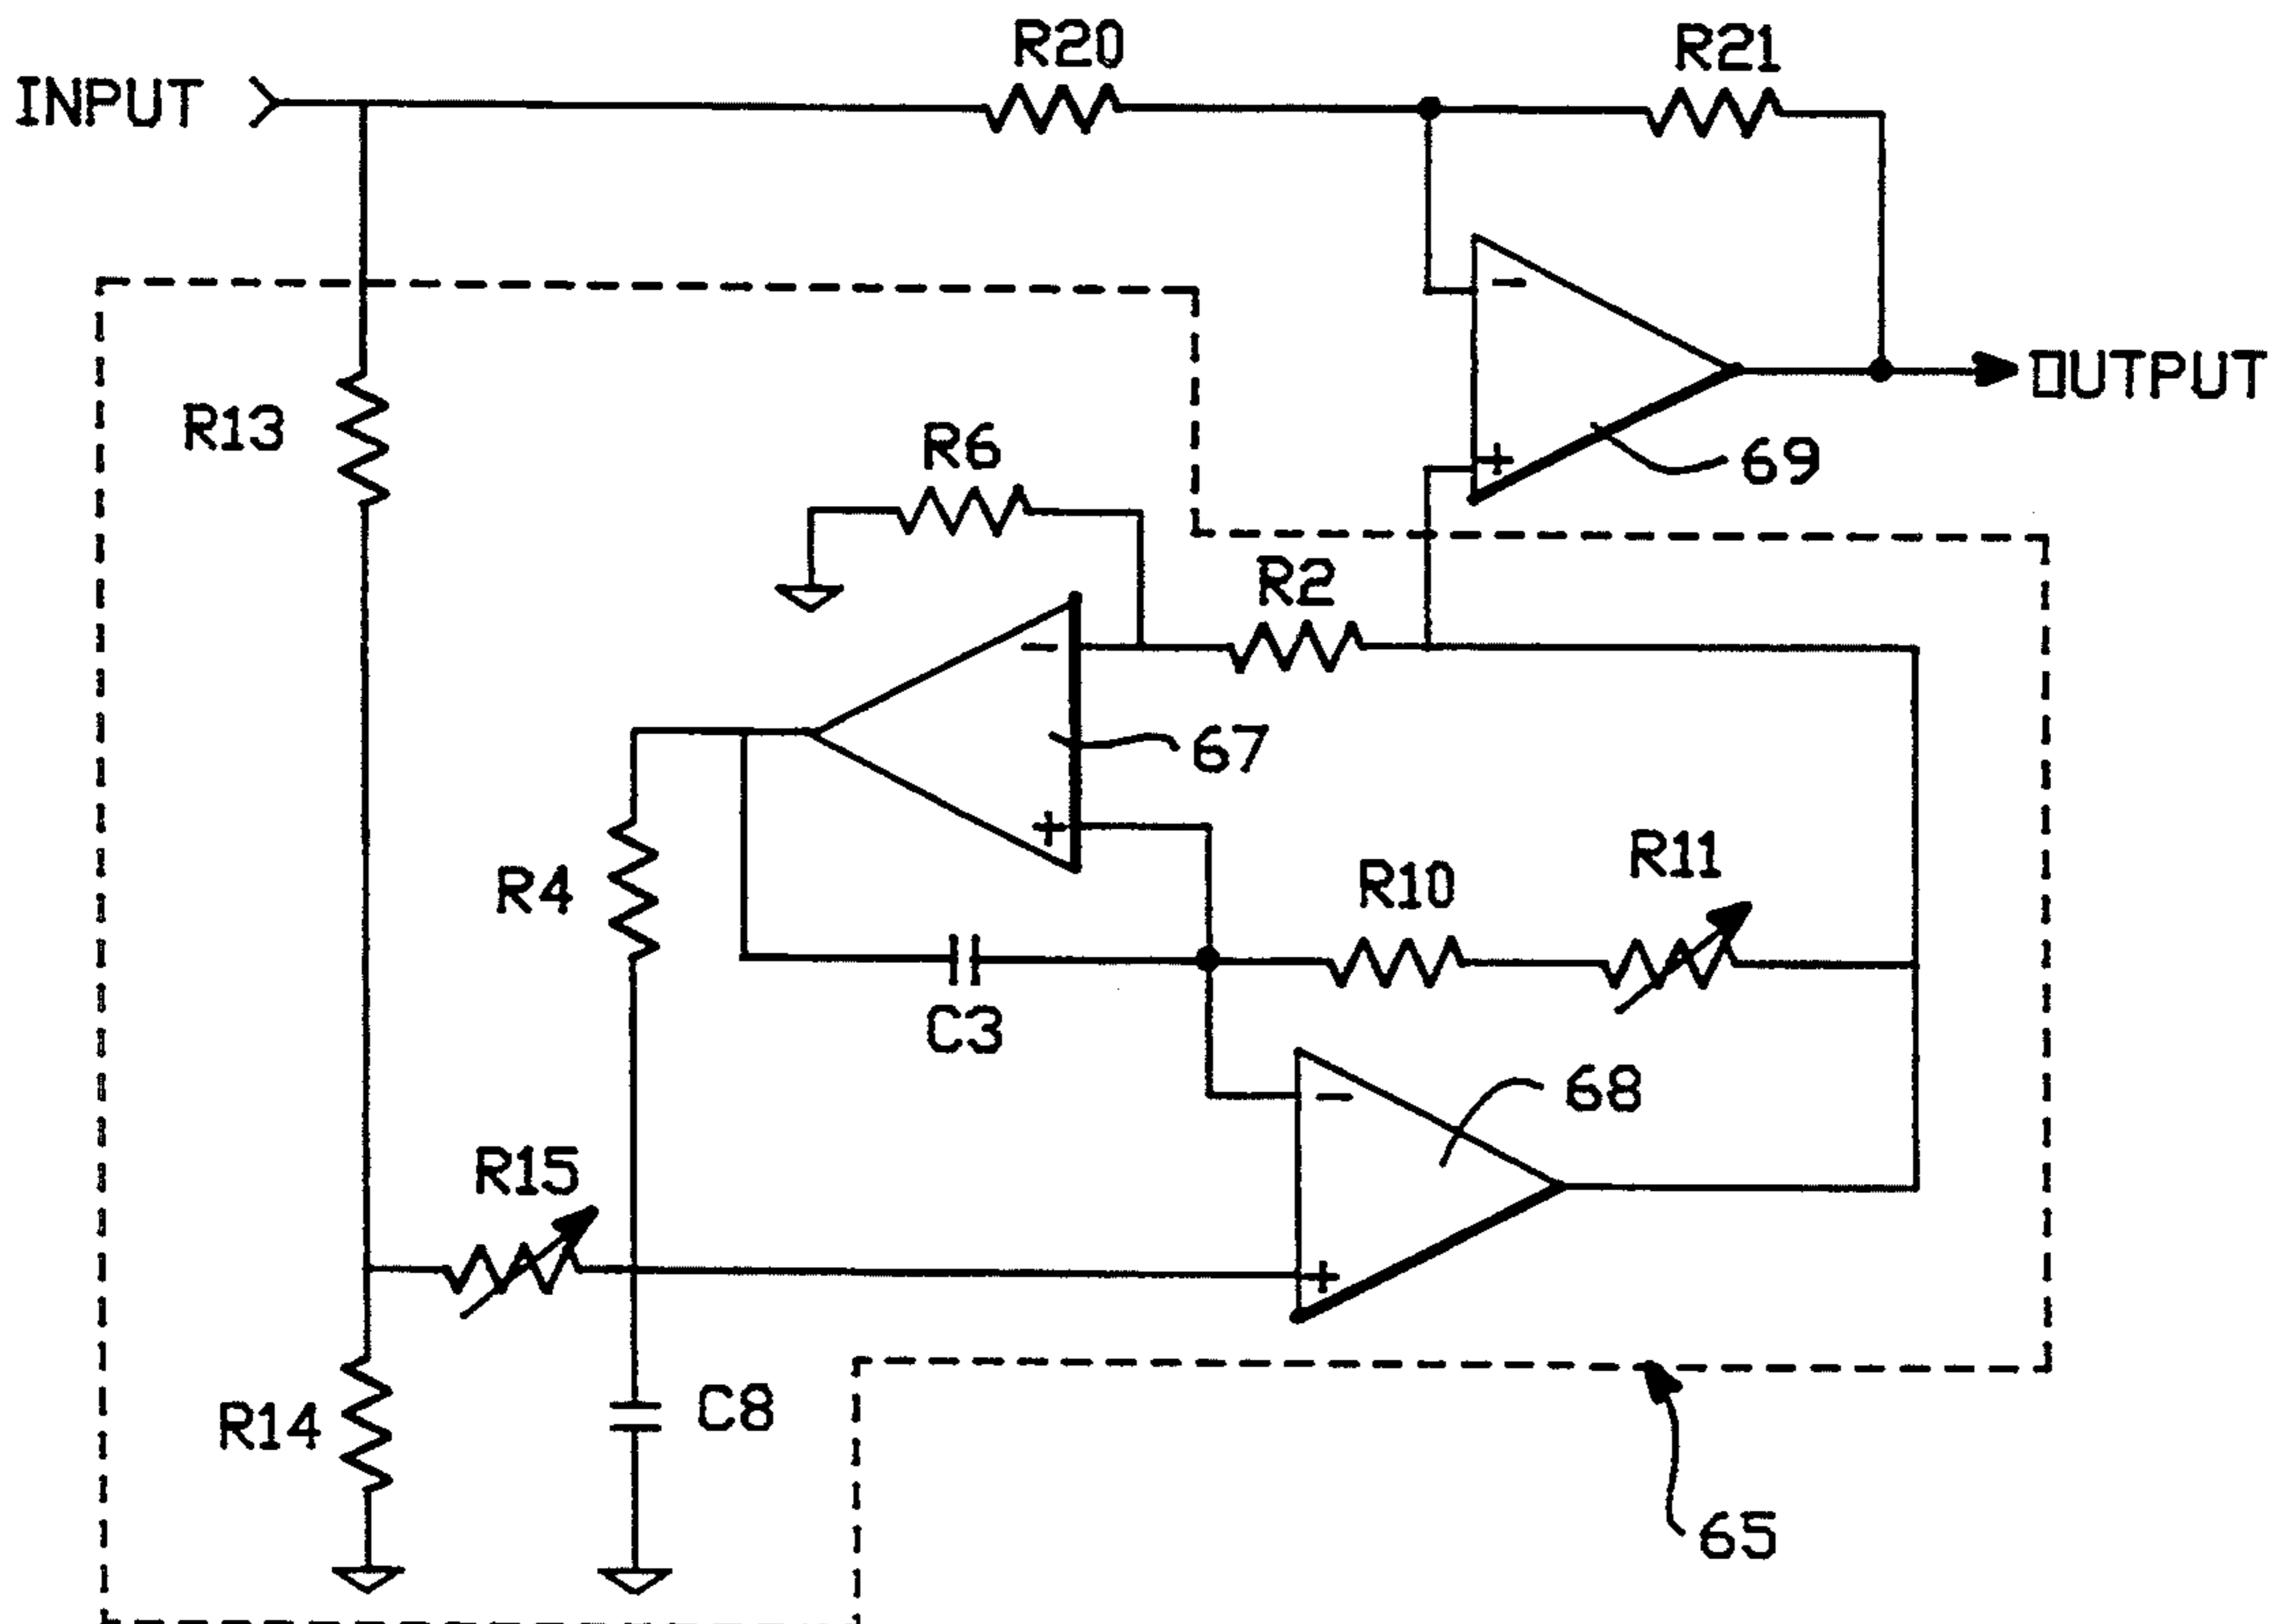 R20
R21
INPUT
-
OUTPUT
R13
R6
+
69
R2
-
67
+
R4
R10
R11
C3
-
68
R15
+
C8
R14
65